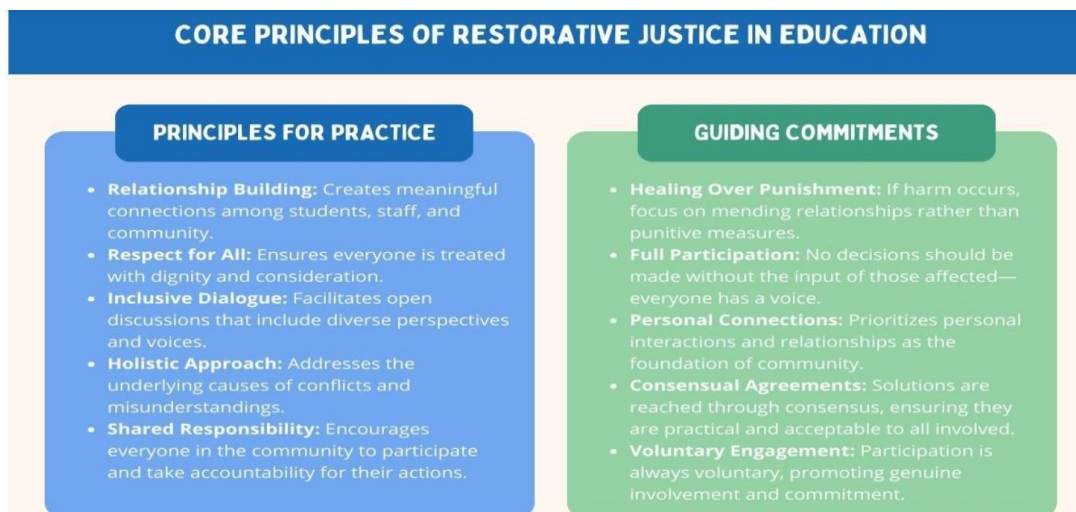 CORE PRINCIPLES OF RESTORATIVE JUSTICE IN EDUCATION
PRINCIPLES FOR PRACTICE
• Relationship Building: Creates meaningful
connections among students, staff, and
community.
• Respect for All: Ensures everyone is treated
with dignity and consideration.
• Inclusive Dialogue: Facilitates open
discussions that include diverse perspectives
and voices.
• Holistic Approach: Addresses the
underlying causes of conflicts and
misunderstandings.
• Shared Responsibility: Encourages
everyone in the community to participate
and take accountability for their actions.
GUIDING COMMITMENTS
• Healing Over Punishment: If harm occurs,
focus on mending relationships rather than
punitive measures.
• Full Participation: No decisions should be
made without the input of those affected—
everyone has a voice.
• Personal Connections: Prioritizes personal
interactions and relationships as the
foundation of community.
• Consensual Agreements: Solutions are
reached through consensus, ensuring they
are practical and acceptable to all involved.
• Voluntary Engagement: Participation is
always voluntary, promoting genuine
involvement and commitment.